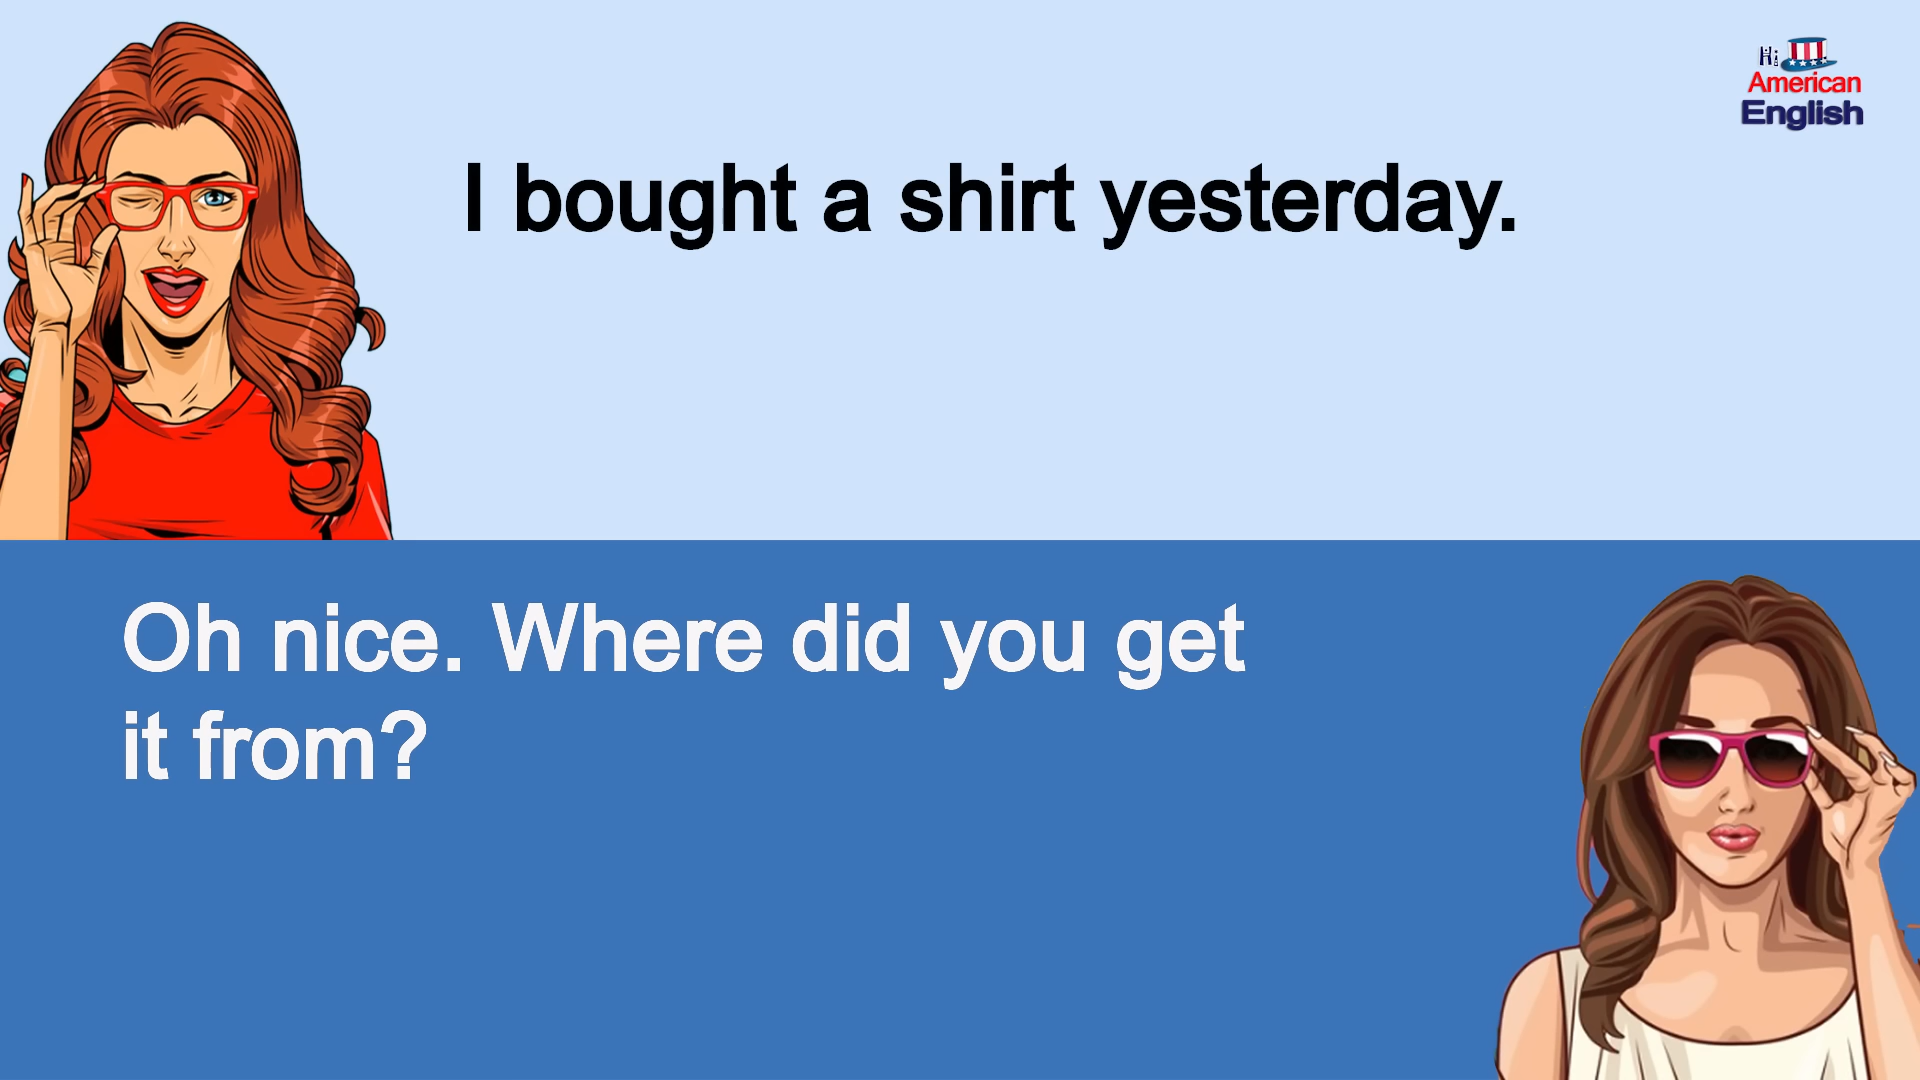 Hi
American
English
I bought a shirt yesterday.
Oh nice. Where did you get
it from?